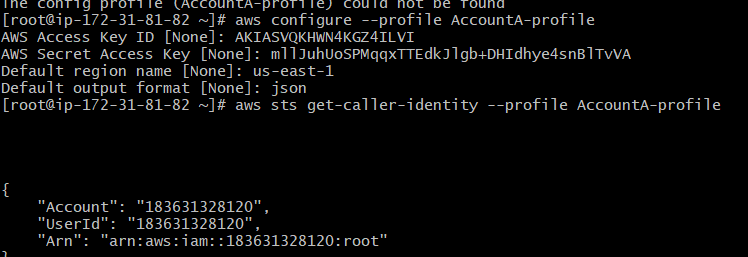 The config profile (AccountA-profile) could not be found
[root@ip-172-31-81-82 ~]# aws configure --profile AccountA-profile
AWS Access Key ID [None]: AKIASVQKHWN4KGZ4ILVI
AWS Secret Access Key [None]: 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
Default region name [None]: us-east-1
Default output format [None]: json
[root@ip-172-31-81-82 ~]# aws sts get-caller-identity --profile AccountA-profile
{
    "Account": "183631328120",
    "UserId": "183631328120",
    "Arn": "arn:aws:iam::183631328120:root"
}